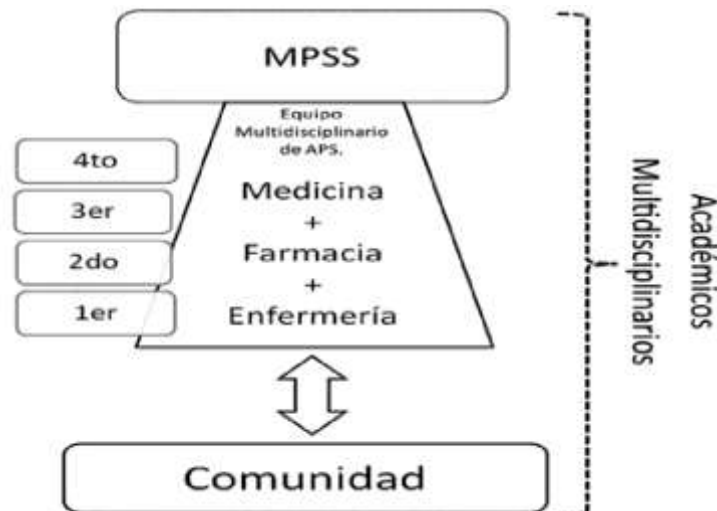 MPSS
Equipo
Multidisciplinario
de APS.
4to
3er
2do
1er
Medicina
+
Farmacia
+
Enfermería
Comunidad
Académicos
Multidisciplinarios